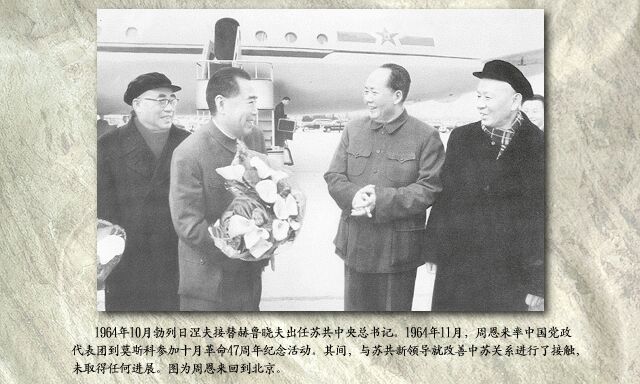 1964年10月勃列日涅夫接替赫鲁晓夫出任苏共中央总书记。1964年11月，周恩来率中国党政
代表团到莫斯科参加十月革命47周年纪念活动。其间，与苏共新领导就改善中苏关系进行了接触，
未取得任何进展。图为周恩来回到北京。